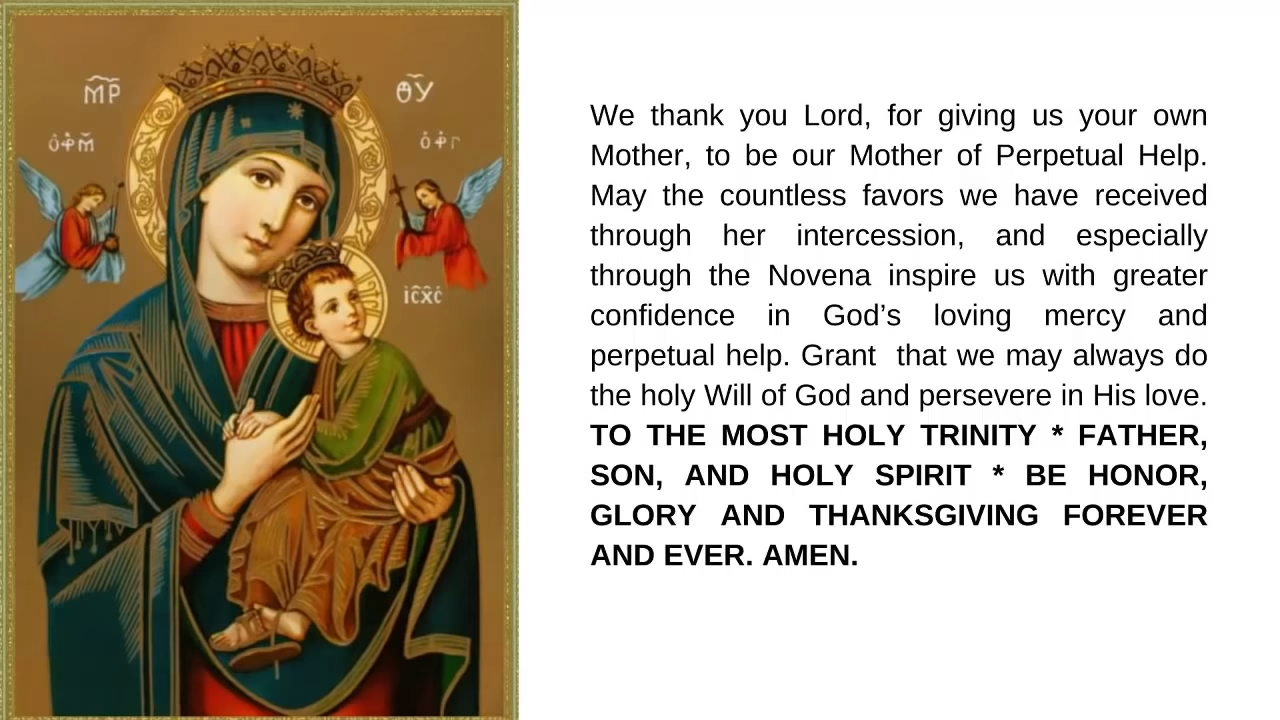 ΜΡ ΘΥ
ὈΦΜ ὈΦΓ
ἸCXC
We thank you Lord, for giving us your own
Mother, to be our Mother of Perpetual Help.
May the countless favors we have received
through her intercession, and especially
through the Novena inspire us with greater
confidence in God’s loving mercy and
perpetual help. Grant that we may always do
the holy Will of God and persevere in His love.
TO THE MOST HOLY TRINITY * FATHER,
SON, AND HOLY SPIRIT * BE HONOR,
GLORY AND THANKSGIVING FOREVER
AND EVER. AMEN.